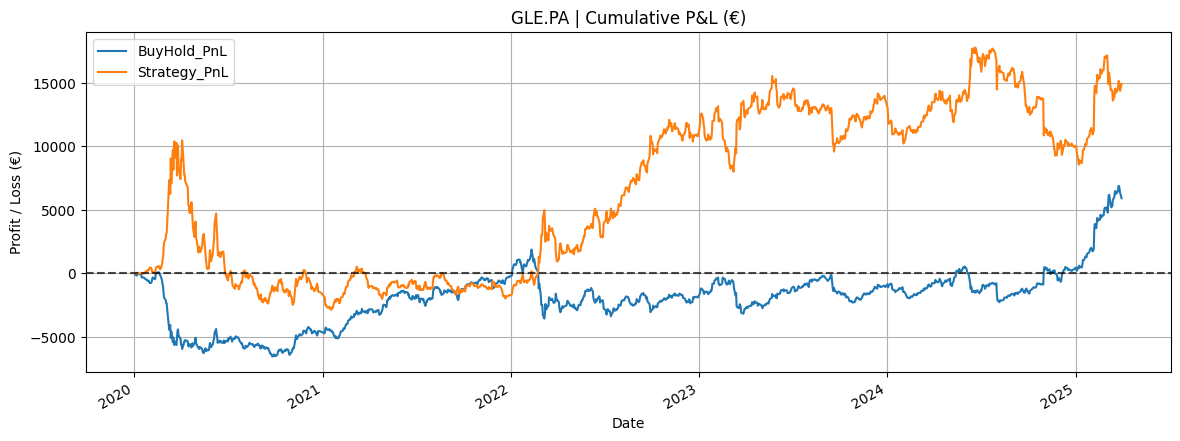 GLE.PA | Cumulative P&L (€)
BuyHold_PnL
Strategy_PnL
Profit / Loss (€)
15000
10000
5000
0
−5000
2020
2021
2022
2023
2024
2025
Date